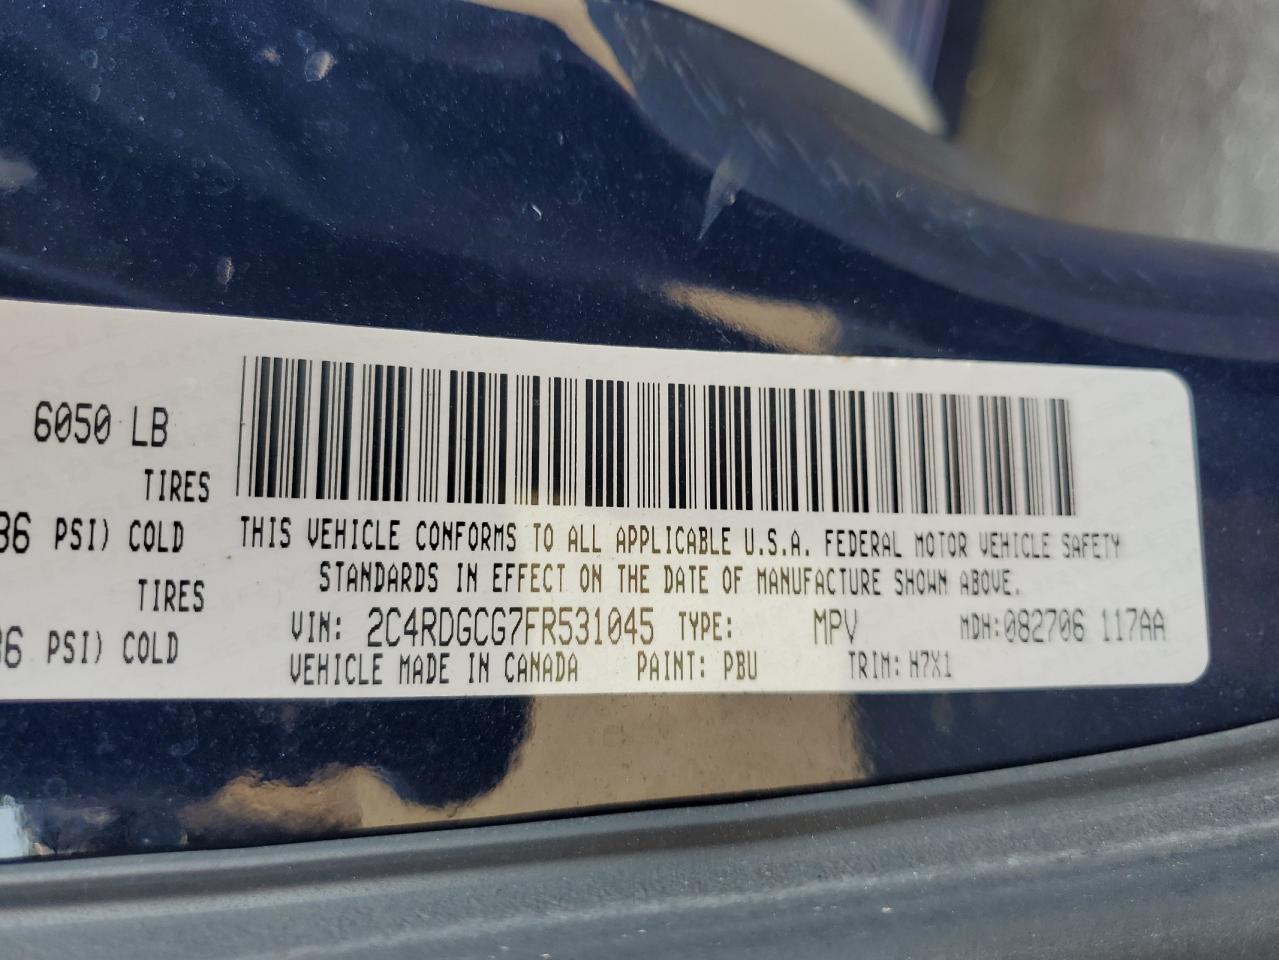 6050 LB
TIRES
36 PSI) COLD
TIRES
36 PSI) COLD
THIS VEHICLE CONFORMS TO ALL APPLICABLE U.S.A. FEDERAL MOTOR VEHICLE SAFETY
STANDARDS IN EFFECT ON THE DATE OF MANUFACTURE SHOWN ABOVE.
VIN: 2C4RDGCG7FR531045 TYPE: MPV MDH:082706 117AA
VEHICLE MADE IN CANADA PAINT: PBU TRIM: H7X1